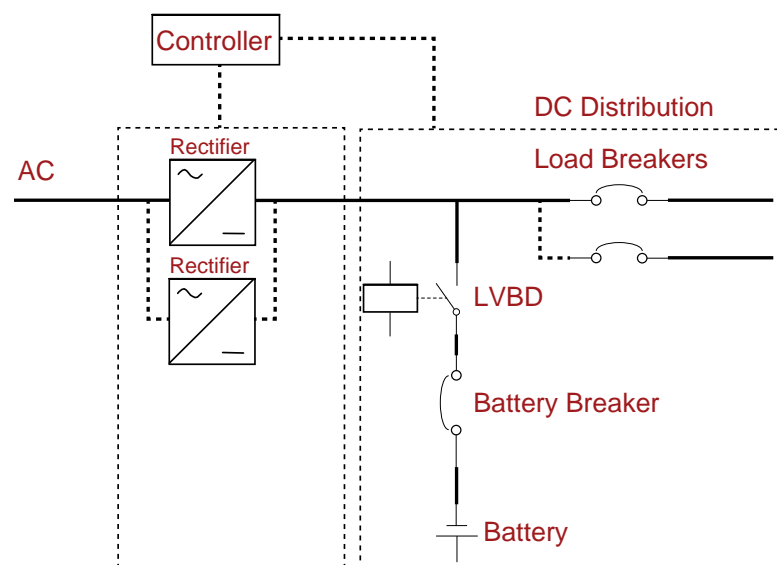 Controller
DC Distribution
Rectifier
AC
Load Breakers
Rectifier
LVBD
Battery Breaker
Battery